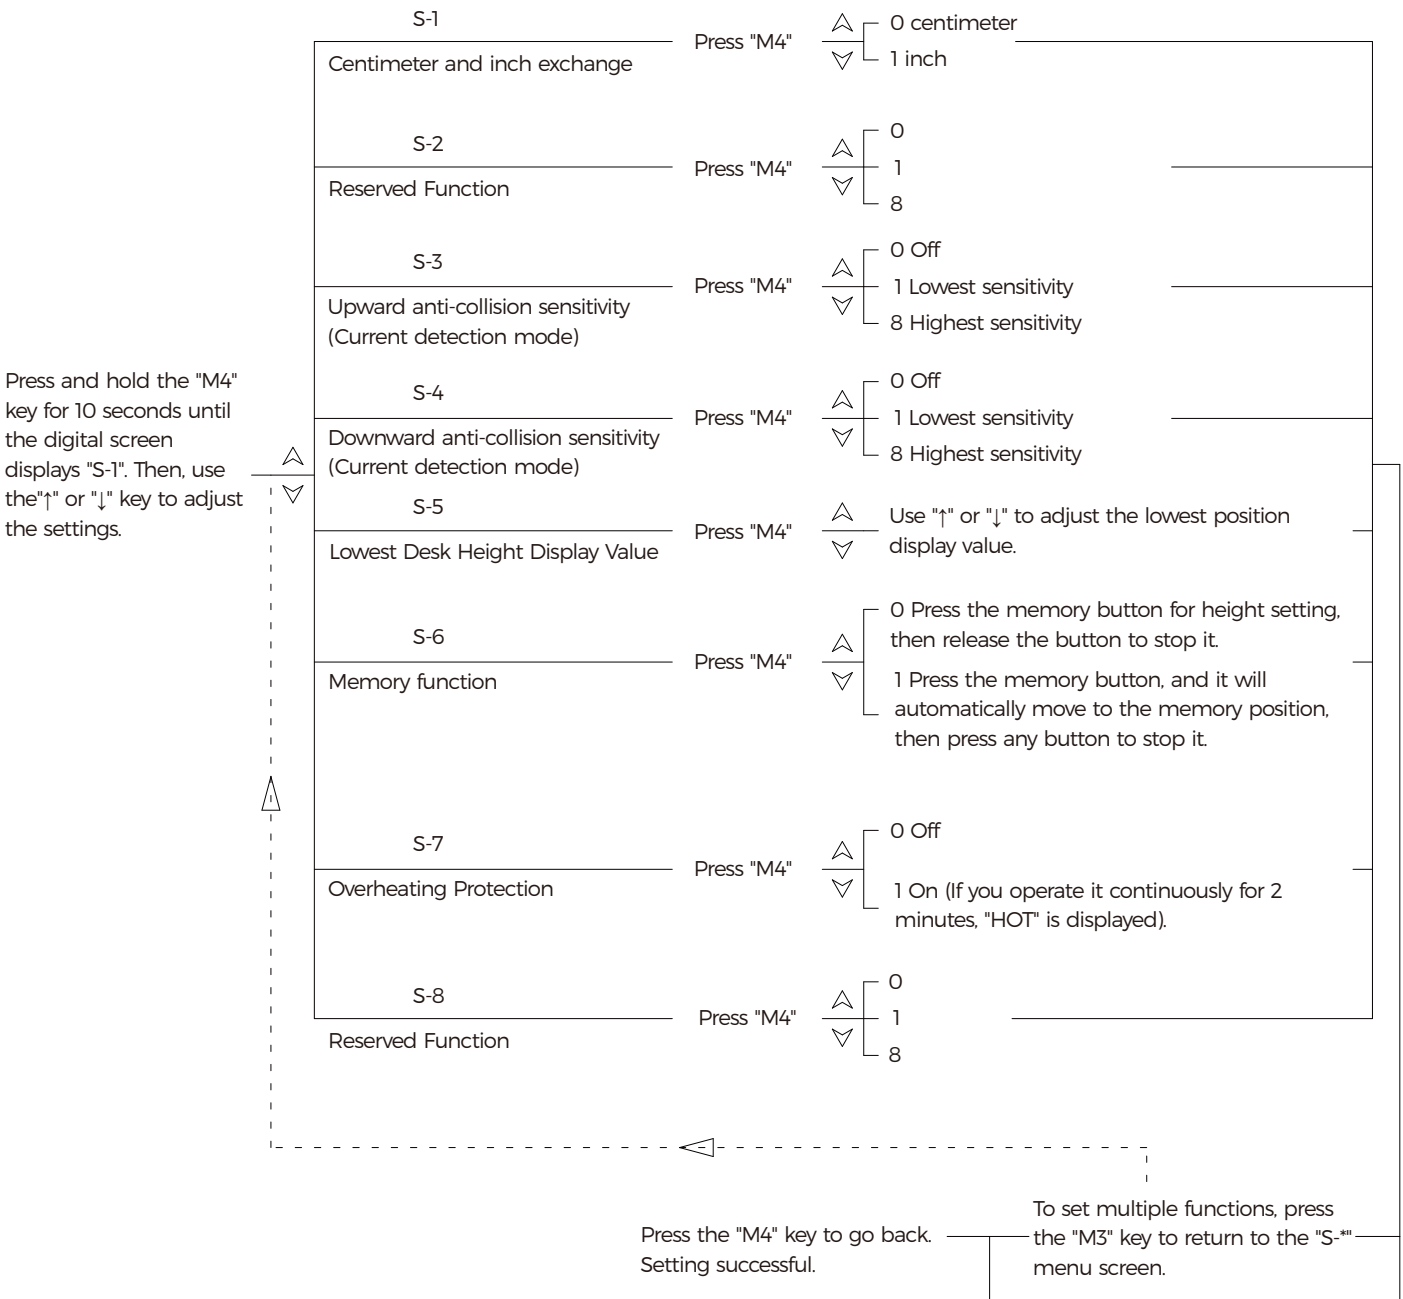 S-1
Centimeter and inch exchange
Press "M4"
0 centimeter
1 inch
S-2
Reserved Function
Press "M4"
0
1
8
S-3
Upward anti-collision sensitivity
(Current detection mode)
Press "M4"
0 Off
1 Lowest sensitivity
8 Highest sensitivity
Press and hold the "M4"
key for 10 seconds until
the digital screen
displays "S-1". Then, use
the"↑" or "↓" key to adjust
the settings.
S-4
Downward anti-collision sensitivity
(Current detection mode)
Press "M4"
0 Off
1 Lowest sensitivity
8 Highest sensitivity
S-5
Lowest Desk Height Display Value
Press "M4"
Use "↑" or "↓" to adjust the lowest position
display value.
S-6
Memory function
Press "M4"
0 Press the memory button for height setting,
then release the button to stop it.
1 Press the memory button, and it will
automatically move to the memory position,
then press any button to stop it.
S-7
Overheating Protection
Press "M4"
0 Off
1 On (If you operate it continuously for 2
minutes, "HOT" is displayed).
S-8
Reserved Function
Press "M4"
0
1
8
Press the "M4" key to go back.
Setting successful.
To set multiple functions, press
the "M3" key to return to the "S-*"
menu screen.